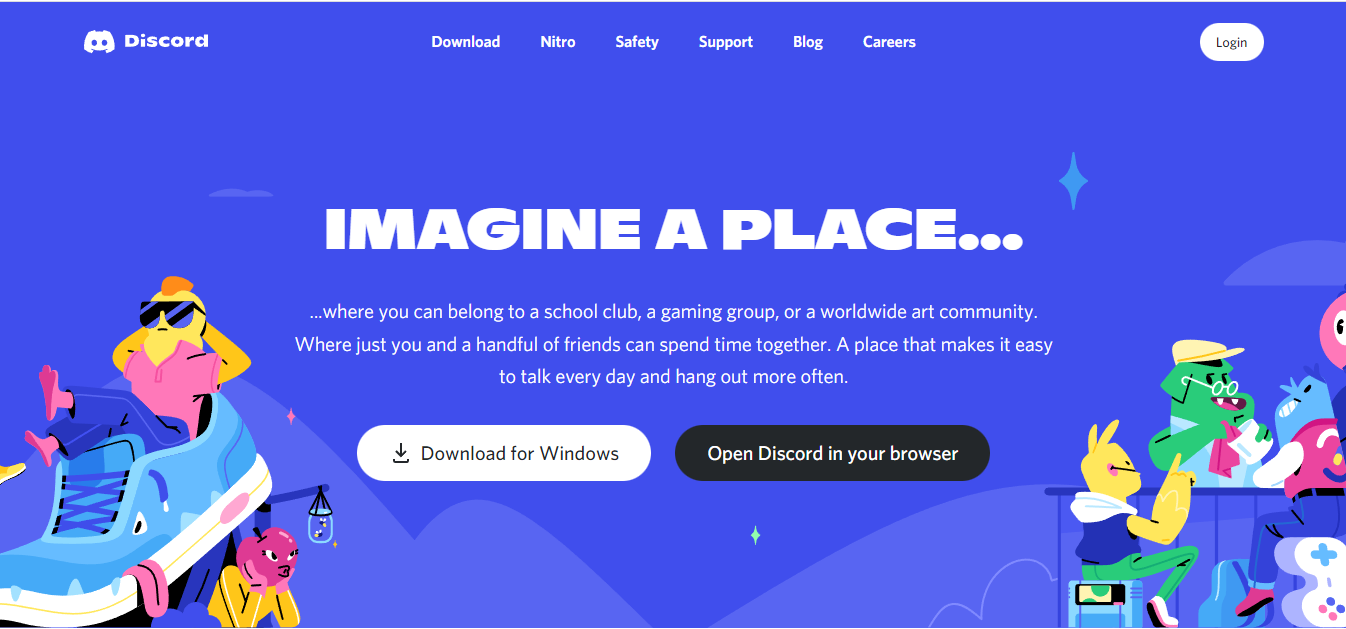 Discord
Download Nitro Safety Support Blog Careers
Login
IMAGINE A PLACE...
...where you can belong to a school club, a gaming group, or a worldwide art community.
Where just you and a handful of friends can spend time together. A place that makes it easy
to talk every day and hang out more often.
Download for Windows
Open Discord in your browser